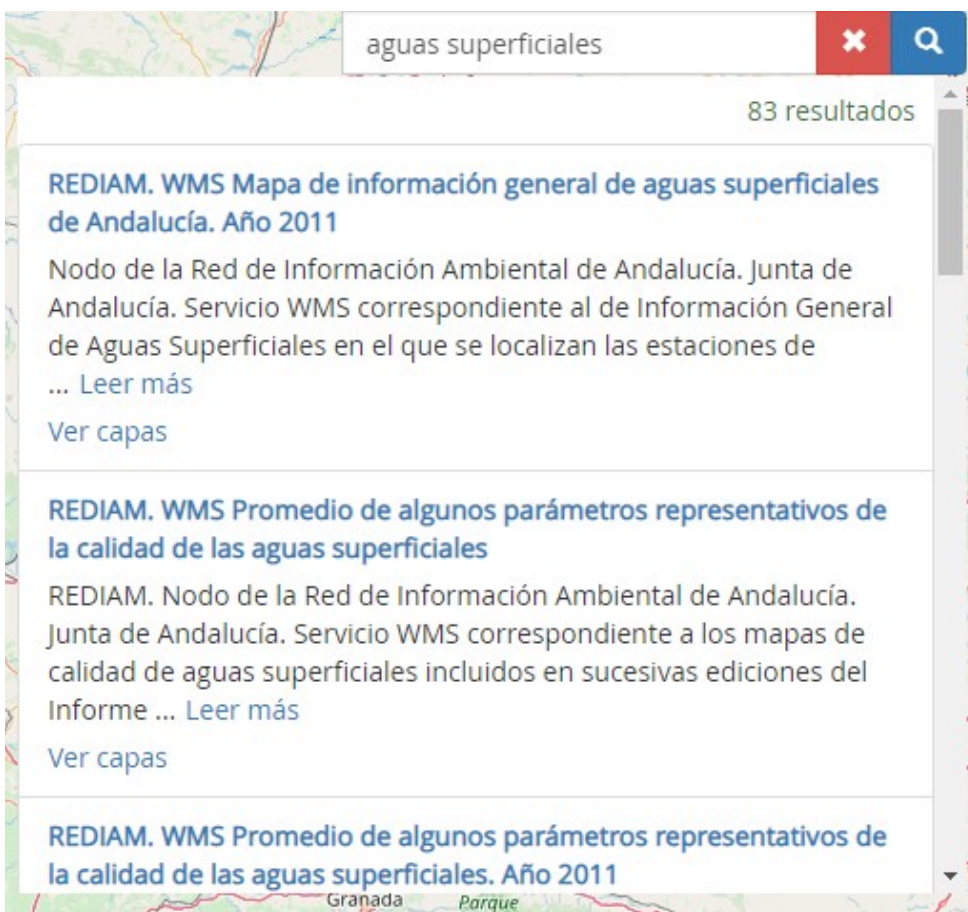 aguas superficiales
83 resultados
REDIAM. WMS Mapa de información general de aguas superficiales
de Andalucía. Año 2011
Nodo de la Red de Información Ambiental de Andalucía. Junta de
Andalucía. Servicio WMS correspondiente al de Información General
de Aguas Superficiales en el que se localizan las estaciones de
... Leer más
Ver capas
REDIAM. WMS Promedio de algunos parámetros representativos de
la calidad de las aguas superficiales
REDIAM. Nodo de la Red de Información Ambiental de Andalucía.
Junta de Andalucía. Servicio WMS correspondiente a los mapas de
calidad de aguas superficiales incluidos en sucesivas ediciones del
Informe ... Leer más
Ver capas
REDIAM. WMS Promedio de algunos parámetros representativos de
la calidad de las aguas superficiales. Año 2011
Granada Parque